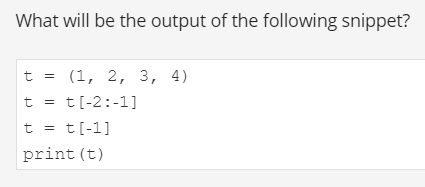 What will be the output of the following snippet?
t = (1, 2, 3, 4)
t = t[-2:-1]
t = t[-1]
print(t)